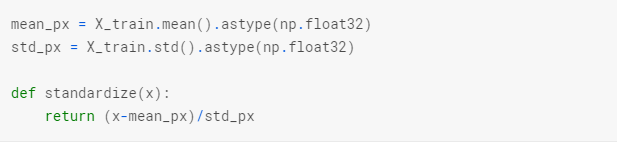 mean_px = X_train.mean().astype(np.float32)
std_px = X_train.std().astype(np.float32)
def standardize(x):
    return (x-mean_px)/std_px